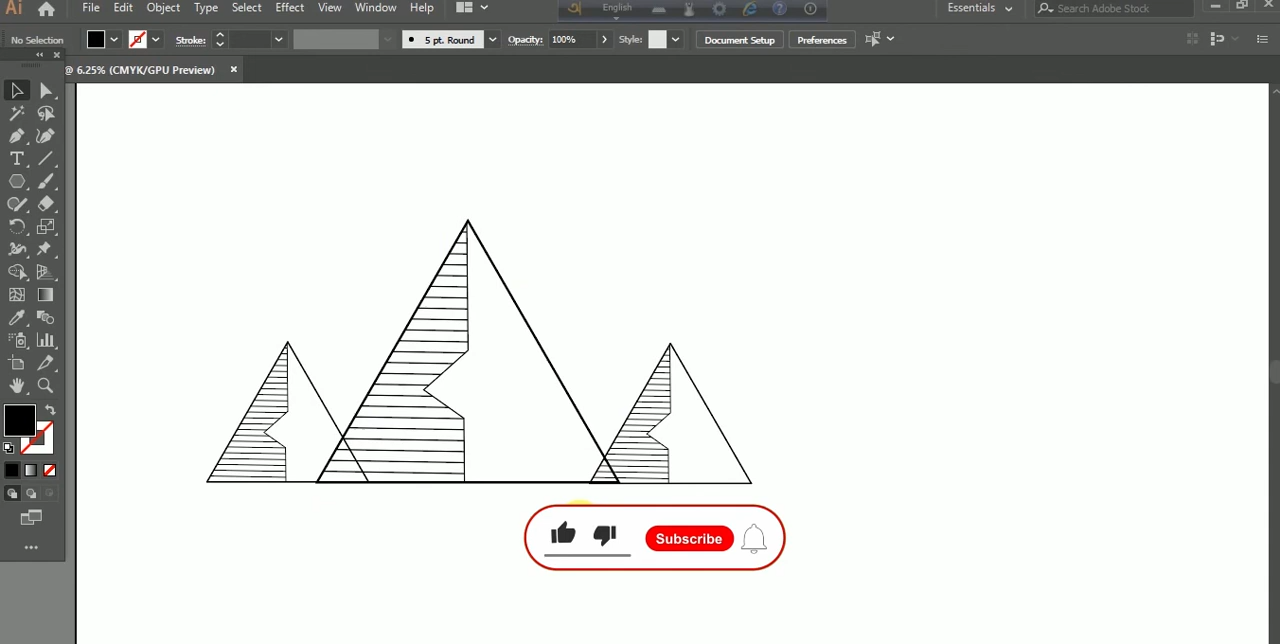 Ai File Edit Object Type Select Effect View Window Help English Essentials Search Adobe Stock
No Selection Stroke: 5 pt. Round Opacity: 100% Style: Document Setup Preferences
@ 6.25% (CMYK/GPU Preview) ×
T
Subscribe